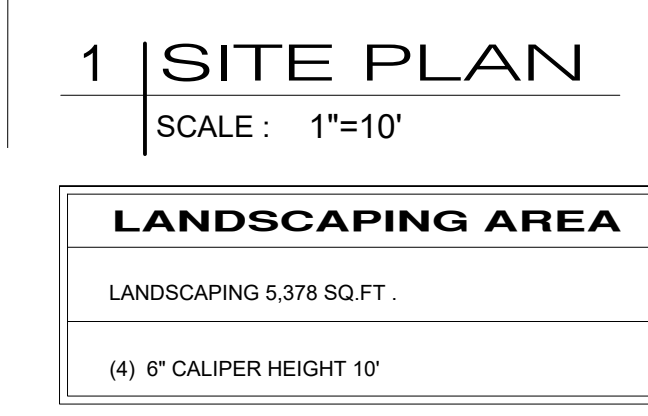 1 SITE PLAN
SCALE : 1"=10'
LANDSCAPING AREA
LANDSCAPING 5,378 SQ.FT .
(4) 6" CALIPER HEIGHT 10'